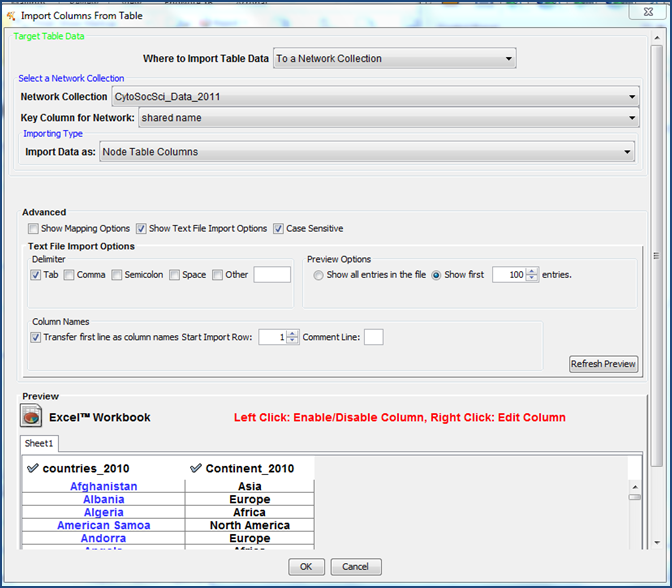 Import Columns From Table
Target Table Data
Where to Import Table Data To a Network Collection
Select a Network Collection
Network Collection CytoSocSci_Data_2011
Key Column for Network: shared name
Importing Type
Import Data as: Node Table Columns
Advanced
Show Mapping Options Show Text File Import Options Case Sensitive
Text File Import Options
Delimiter Preview Options
Tab Comma Semicolon Space Other Show all entries in the file Show first 100 entries.
Column Names
Transfer first line as column names Start Import Row: 1 Comment Line:
Refresh Preview
Preview
Excel™ Workbook Left Click: Enable/Disable Column, Right Click: Edit Column
Sheet1
countries_2010 Continent_2010
Afghanistan Asia
Albania Europe
Algeria Africa
American Samoa North America
Andorra Europe
OK Cancel